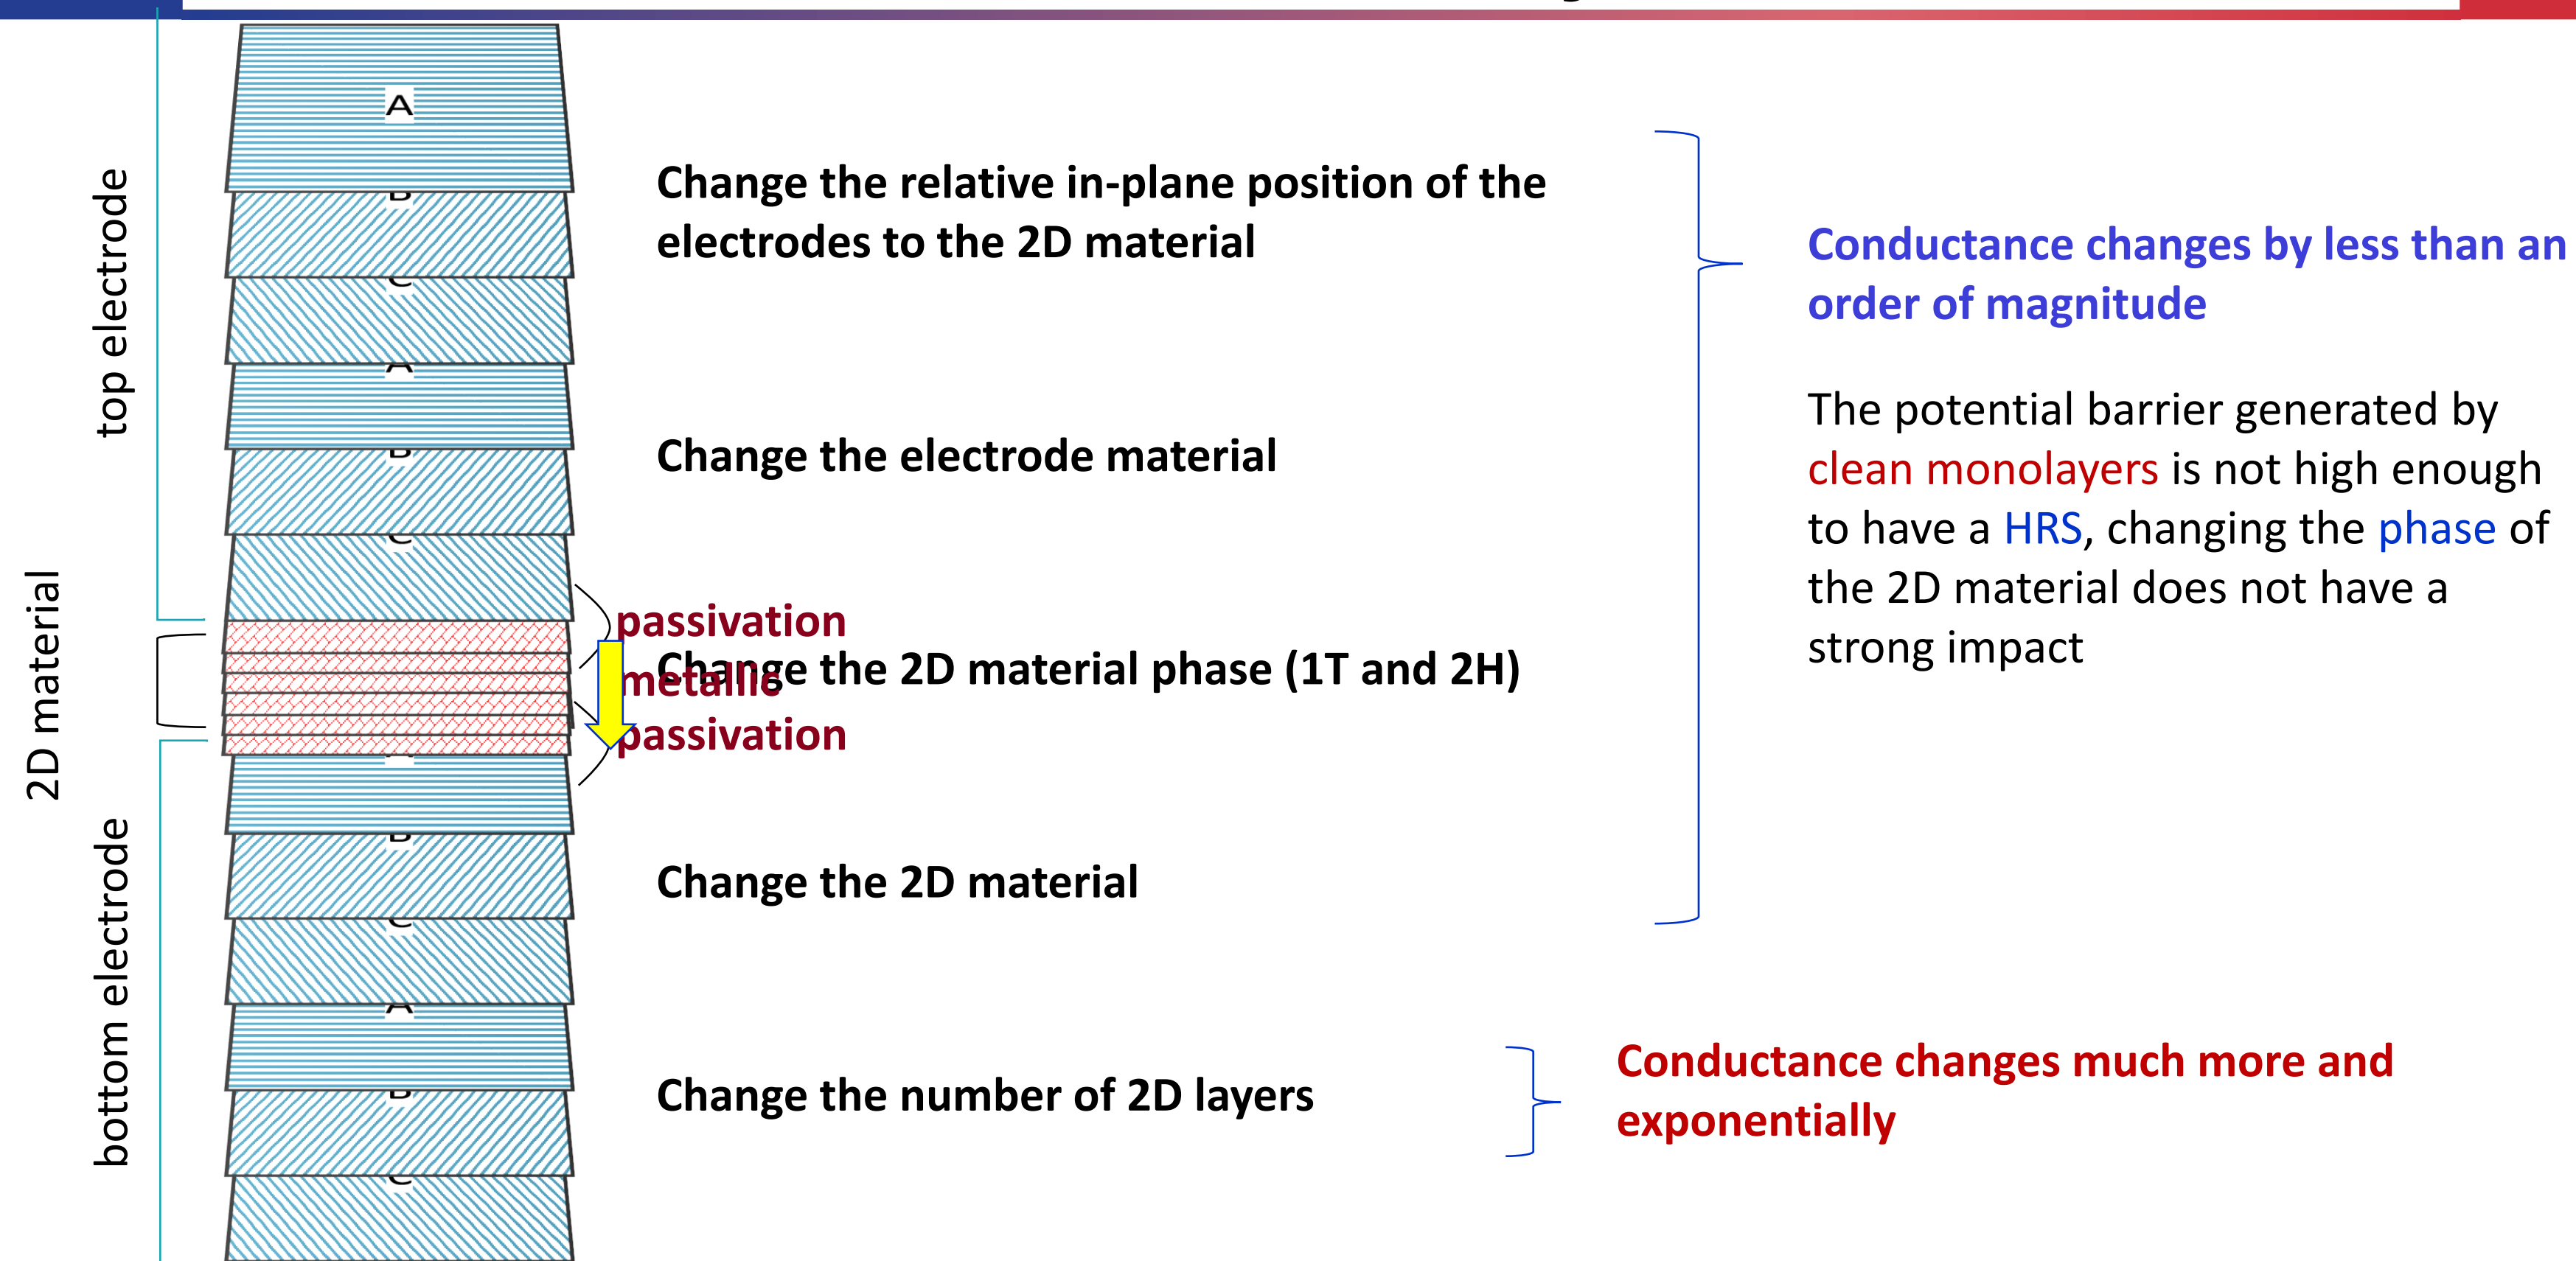 top electrode
2D material
bottom electrode
A
B
C
A
B
C
B
C
A
B
C
Change the relative in-plane position of the
electrodes to the 2D material
Change the electrode material
passivation
Change the 2D material phase (1T and 2H)
metallic
passivation
Change the 2D material
Change the number of 2D layers
Conductance changes by less than an
order of magnitude
The potential barrier generated by
clean monolayers is not high enough
to have a HRS, changing the phase of
the 2D material does not have a
strong impact
Conductance changes much more and
exponentially